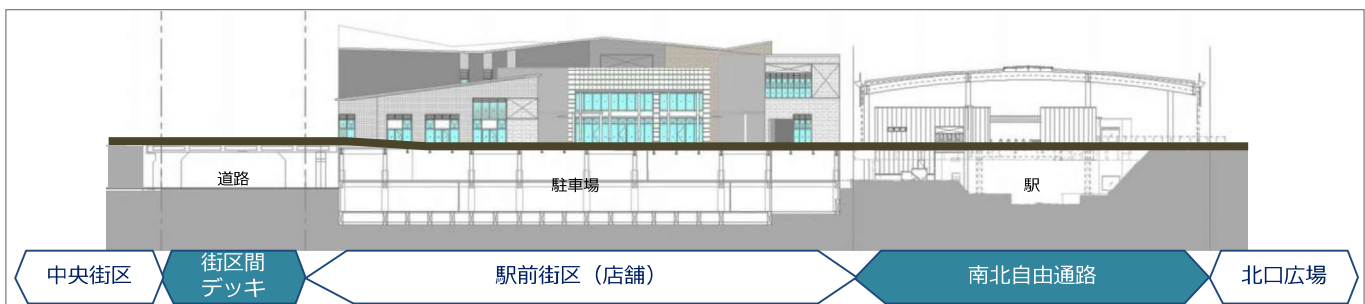 道路
駐車場
駅
中央街区
街区間
デッキ
駅前街区（店舗）
南北自由通路
北口広場